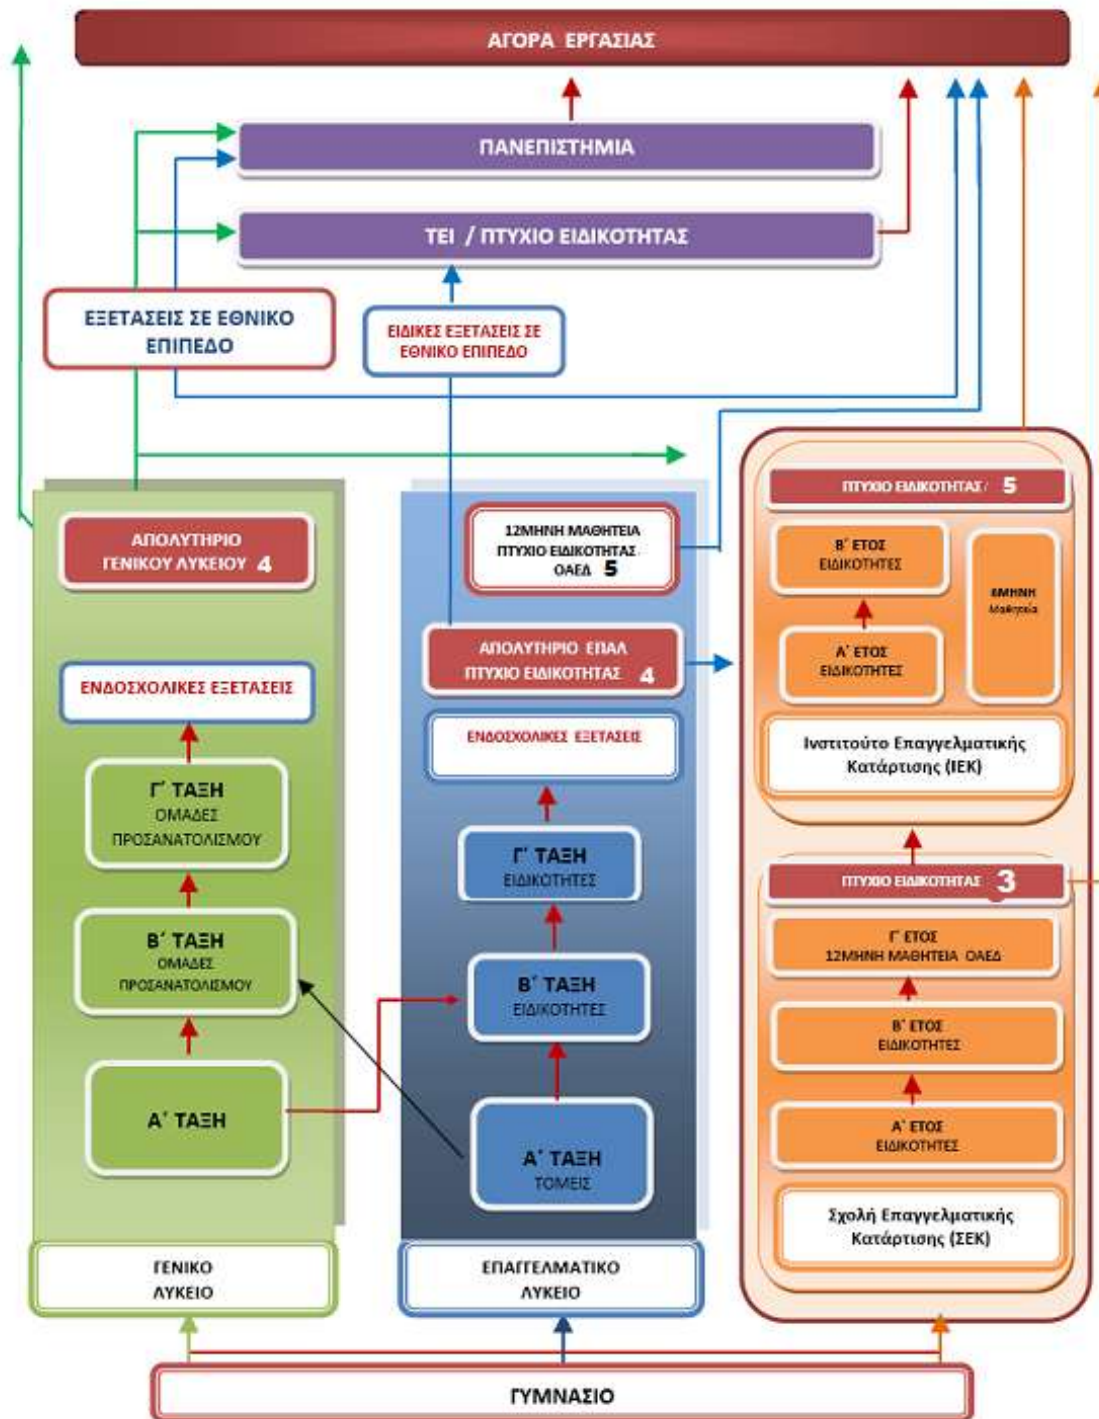 ΑΓΟΡΑ ΕΡΓΑΣΙΑΣ
ΠΑΝΕΠΙΣΤΗΜΙΑ
ΤΕΙ / ΠΤΥΧΙΟ ΕΙΔΙΚΟΤΗΤΑΣ
ΕΞΕΤΑΣΕΙΣ ΣΕ ΕΘΝΙΚΟ
ΕΠΙΠΕΔΟ
ΕΙΔΙΚΕΣ ΕΞΕΤΑΣΕΙΣ ΣΕ
ΕΘΝΙΚΟ ΕΠΙΠΕΔΟ
ΑΠΟΛΥΤΗΡΙΟ
ΓΕΝΙΚΟΥ ΛΥΚΕΙΟΥ 4
ΕΝΔΟΣΧΟΛΙΚΕΣ ΕΞΕΤΑΣΕΙΣ
Γ΄ ΤΑΞΗ
ΟΜΑΔΕΣ
ΠΡΟΣΑΝΑΤΟΛΙΣΜΟΥ
Β΄ ΤΑΞΗ
ΟΜΑΔΕΣ
ΠΡΟΣΑΝΑΤΟΛΙΣΜΟΥ
Α΄ ΤΑΞΗ
ΓΕΝΙΚΟ
ΛΥΚΕΙΟ
12ΜΗΝΗ ΜΑΘΗΤΕΙΑ
ΠΤΥΧΙΟ ΕΙΔΙΚΟΤΗΤΑΣ
ΟΑΕΔ 5
ΑΠΟΛΥΤΗΡΙΟ ΕΠΑΛ
ΠΤΥΧΙΟ ΕΙΔΙΚΟΤΗΤΑΣ 4
ΕΝΔΟΣΧΟΛΙΚΕΣ ΕΞΕΤΑΣΕΙΣ
Γ΄ ΤΑΞΗ
ΕΙΔΙΚΟΤΗΤΕΣ
Β΄ ΤΑΞΗ
ΕΙΔΙΚΟΤΗΤΕΣ
Α΄ ΤΑΞΗ
ΤΟΜΕΙΣ
ΕΠΑΓΓΕΛΜΑΤΙΚΟ
ΛΥΚΕΙΟ
ΠΤΥΧΙΟ ΕΙΔΙΚΟΤΗΤΑΣ 5
Β΄ ΕΤΟΣ
ΕΙΔΙΚΟΤΗΤΕΣ
Α΄ ΕΤΟΣ
ΕΙΔΙΚΟΤΗΤΕΣ
6ΜΗΝΗ
Μαθητεία
Ινστιτούτο Επαγγελματικής
Κατάρτισης (ΙΕΚ)
ΠΤΥΧΙΟ ΕΙΔΙΚΟΤΗΤΑΣ 3
Γ΄ ΕΤΟΣ
12ΜΗΝΗ ΜΑΘΗΤΕΙΑ ΟΑΕΔ
Β΄ ΕΤΟΣ
ΕΙΔΙΚΟΤΗΤΕΣ
Α΄ ΕΤΟΣ
ΕΙΔΙΚΟΤΗΤΕΣ
Σχολή Επαγγελματικής
Κατάρτισης (ΣΕΚ)
ΓΥΜΝΑΣΙΟ